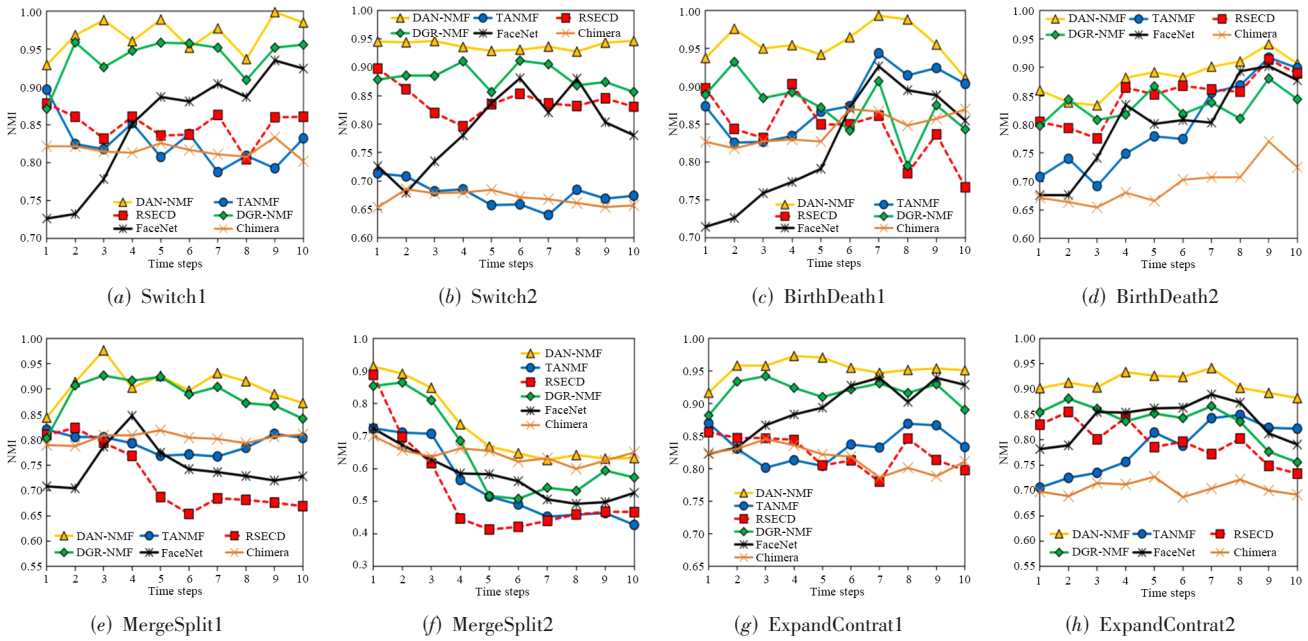 1.00
0.95
0.90
0.85
0.80
0.75
0.70
NMI
DAN-NMF TANMF
RSECD DGR-NMF
FaceNet Chimera
1 2 3 4 5 6 7 8 9 10
Time steps
(a) Switch1
1.00
0.95
0.90
0.85
0.80
0.75
0.70
0.65
0.60
NMI
DAN-NMF TANMF RSECD
DGR-NMF FaceNet Chimera
1 2 3 4 5 6 7 8 9 10
Time steps
(b) Switch2
1.00
0.95
0.90
0.85
0.80
0.75
0.70
NMI
DAN-NMF TANMF
RSECD DGR-NMF
FaceNet Chimera
1 2 3 4 5 6 7 8 9 10
Time steps
(c) BirthDeath1
1.00
0.95
0.90
0.85
0.80
0.75
0.70
0.65
0.60
NMI
DAN-NMF TANMF RSECD
DGR-NMF FaceNet Chimera
1 2 3 4 5 6 7 8 9 10
Time steps
(d) BirthDeath2
1.00
0.95
0.90
0.85
0.80
0.75
0.70
0.65
0.60
0.55
NMI
DAN-NMF TANMF RSECD
DGR-NMF FaceNet Chimera
1 2 3 4 5 6 7 8 9 10
Time steps
(e) MergeSplit1
1.00
0.9
0.8
0.7
0.6
0.5
0.4
0.3
NMI
DAN-NMF
TANMF
RSECD
DGR-NMF
FaceNet
Chimera
1 2 3 4 5 6 7 8 9 10
Time steps
(f) MergeSplit2
1.00
0.95
0.90
0.85
0.80
0.75
0.70
0.65
NMI
DAN-NMF
TANMF
RSECD
DGR-NMF
FaceNet
Chimera
1 2 3 4 5 6 7 8 9 10
Time steps
(g) ExpandContrat1
1.00
0.95
0.90
0.85
0.80
0.75
0.70
0.65
0.60
0.55
NMI
DAN-NMF TANMF RSECD
DGR-NMF FaceNet Chimera
1 2 3 4 5 6 7 8 9 10
Time steps
(h) ExpandContrat2